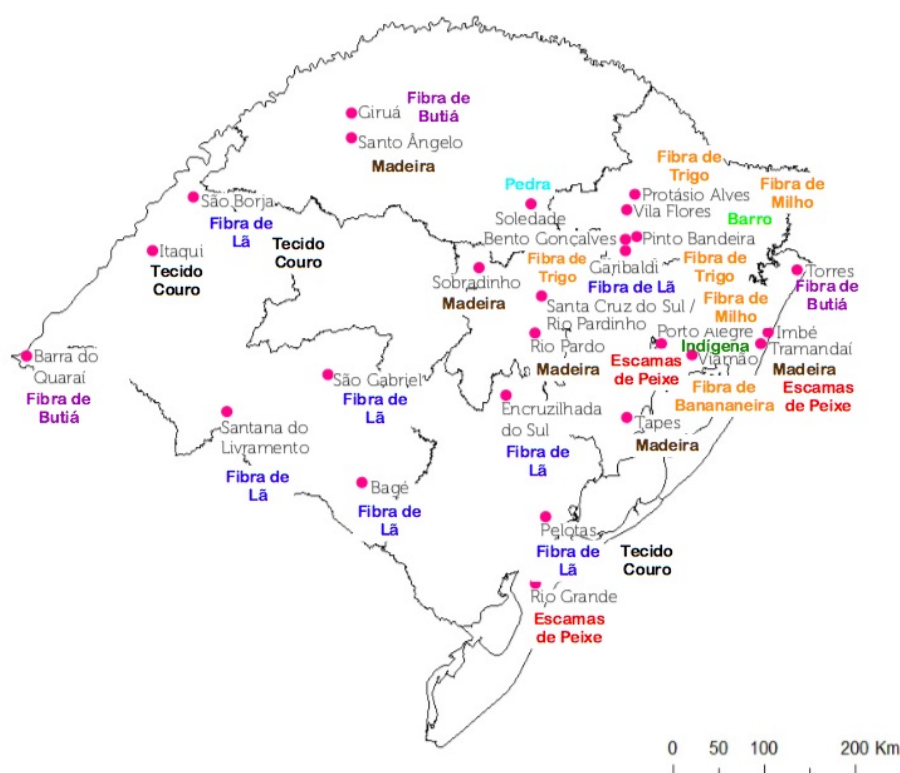 Fibra de
Butiá
Giruá
Santo Ângelo
Madeira
Fibra de
Trigo
Pedra
Fibra de
Milho
São Borja
Protásio Alves
Soledade
Vila Flores
Barro
Fibra de
Lã
Tecido
Couro
Bento Gonçalves
Pinto Bandeira
Itaqui
Tecido
Couro
Fibra de
Trigo
Garibaldi
Fibra de Lã
Fibra de
Trigo
Torres
Fibra de
Butiá
Sobradinho
Madeira
Santa Cruz do Sul /
Rio Pardinho
Fibra de
Milho
Rio Pardo
Madeira
Porto Alegre
Indígena
Viamão
Imbé
Tramandaí
Madeira
Escamas
de Peixe
Escamas
de Peixe
Barra do
Quaraí
Fibra de
Butiá
São Gabriel
Fibra de
Lã
Fibra de
Banananeira
Encruzilhada
do Sul
Fibra de
Lã
Santana do
Livramento
Fibra de
Lã
Tapes
Madeira
Bagé
Fibra de
Lã
Pelotas
Fibra de
Lã
Tecido
Couro
Rio Grande
Escamas
de Peixe
0 50 100 200 Km